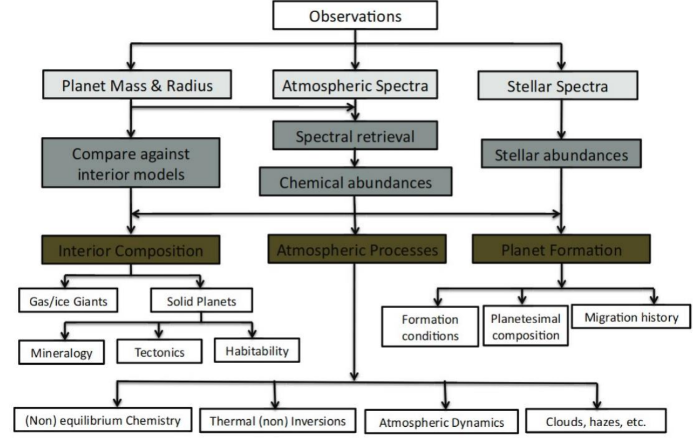 Observations
Planet Mass & Radius
Atmospheric Spectra
Stellar Spectra
Compare against
interior models
Spectral retrieval
Chemical abundances
Stellar abundances
Interior Composition
Atmospheric Processes
Planet Formation
Gas/ice Giants
Solid Planets
Mineralogy
Tectonics
Habitability
Formation
conditions
Planetesimal
composition
Migration history
(Non) equilibrium Chemistry
Thermal (non) Inversions
Atmospheric Dynamics
Clouds, hazes, etc.